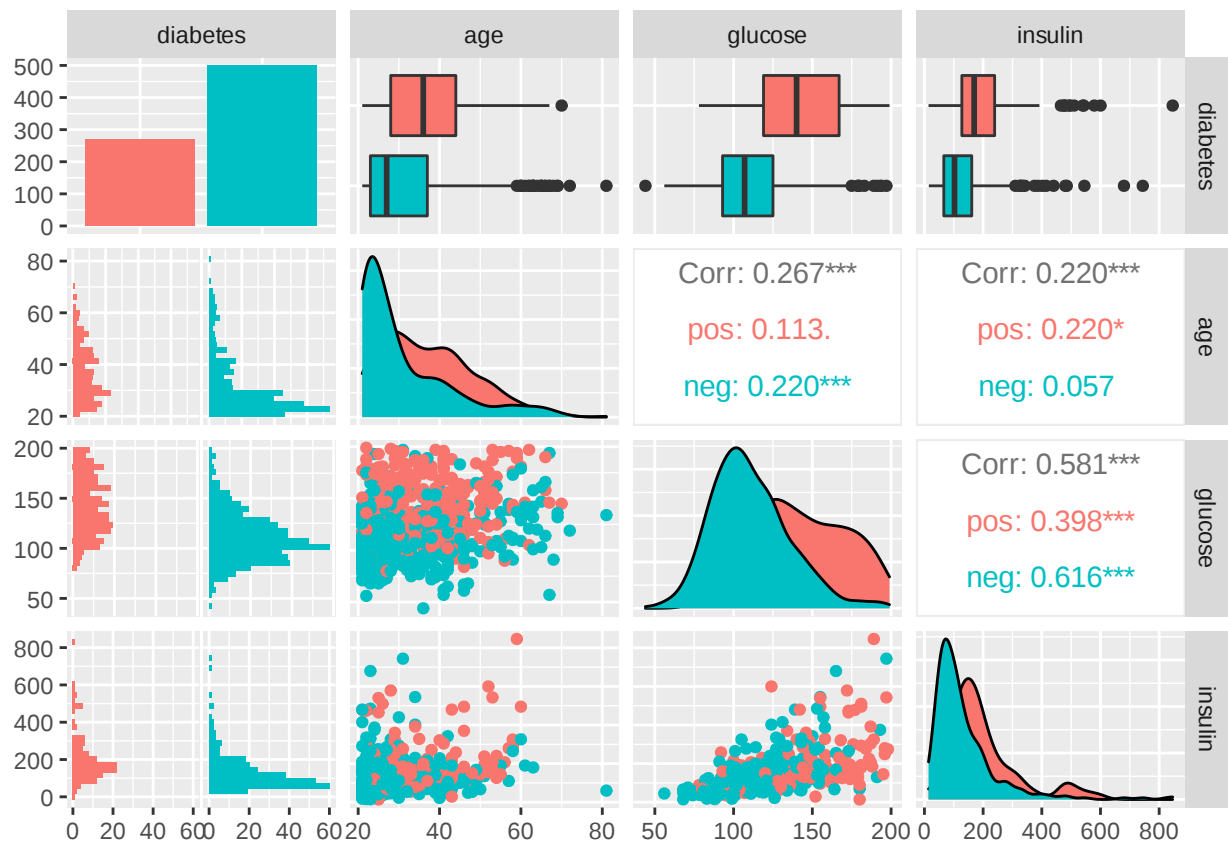 diabetes age glucose insulin
500
400
300
200
100
0
diabetes
80
60
40
20
Corr: 0.267***
pos: 0.113.
neg: 0.220***
Corr: 0.220***
pos: 0.220*
neg: 0.057
age
200
150
100
50
Corr: 0.581***
pos: 0.398***
neg: 0.616***
glucose
800
600
400
200
0
insulin
0 20 40 60 0 20 40 60 20 40 60 80 50 100 150 200 0 200 400 600 800